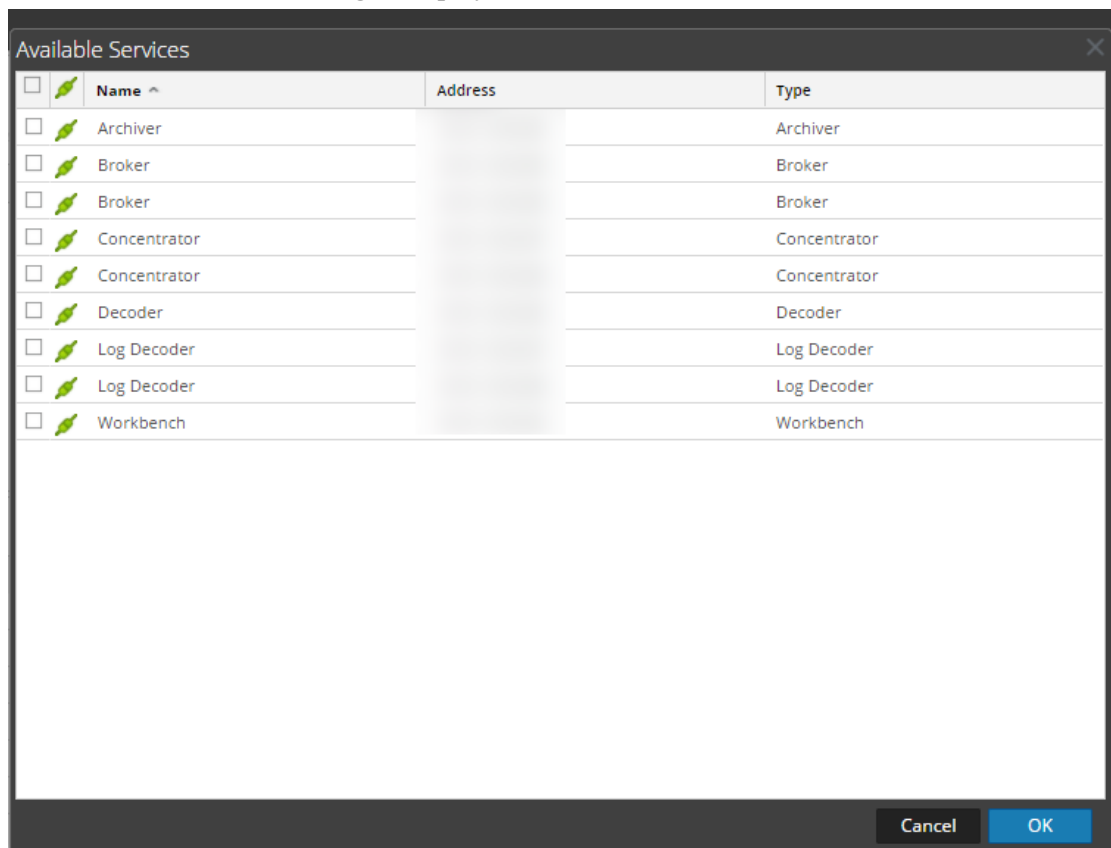 Available Services
Name Address Type
Archiver Archiver
Broker Broker
Broker Broker
Concentrator Concentrator
Concentrator Concentrator
Decoder Decoder
Log Decoder Log Decoder
Log Decoder Log Decoder
Workbench Workbench
Cancel OK